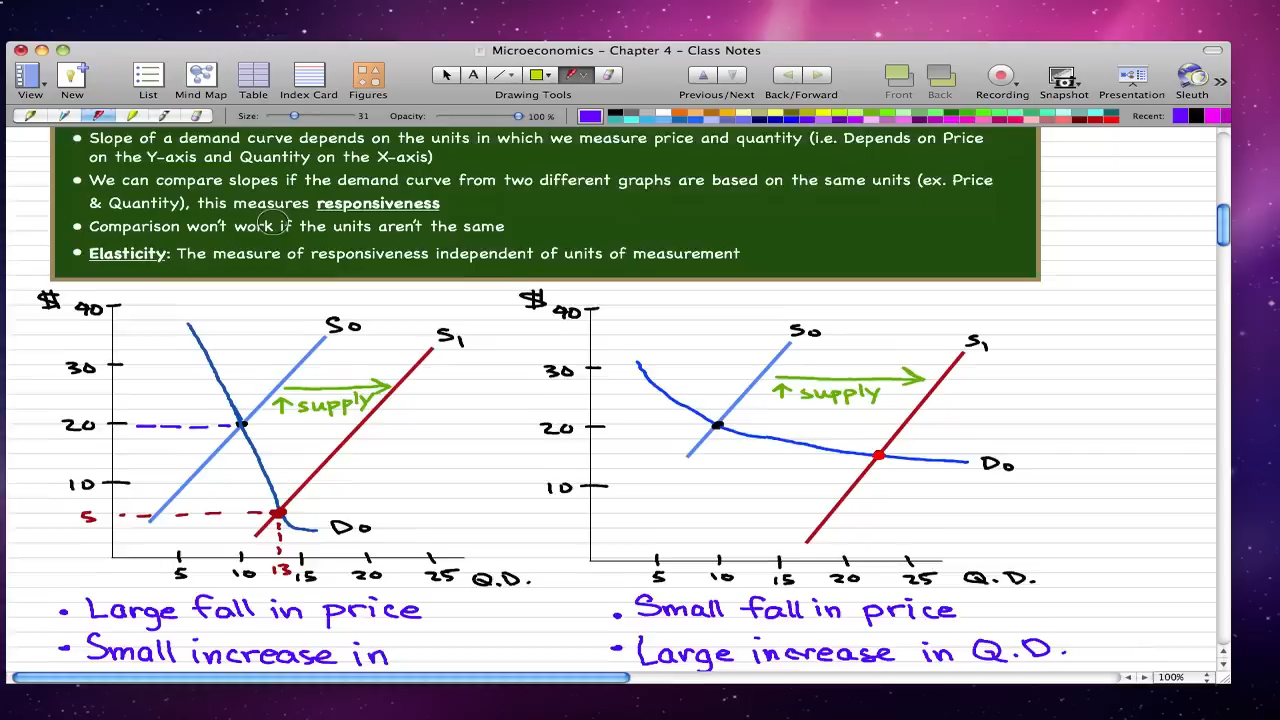 Microeconomics - Chapter 4 - Class Notes
View New List Mind Map Table Index Card Figures Drawing Tools Previous/Next Back/Forward Front Back Recording Snapshot Presentation Sleuth
Size: 31 Opacity: 100 % Recent:
Slope of a demand curve depends on the units in which we measure price and quantity (i.e. Depends on Price
on the Y-axis and Quantity on the X-axis)
We can compare slopes if the demand curve from two different graphs are based on the same units (ex. Price
& Quantity), this measures responsiveness
Comparison won't work if the units aren't the same
Elasticity: The measure of responsiveness independent of units of measurement
$ 40
30
20
10
5
S0
S1
↑ supply
D0
5 10 13 15 20 25 Q.D.
• Large fall in price
• Small increase in
$ 40
30
20
10
S0
S1
↑ supply
D0
5 10 15 20 25 Q.D.
• Small fall in price
• Large increase in Q.D.
100%